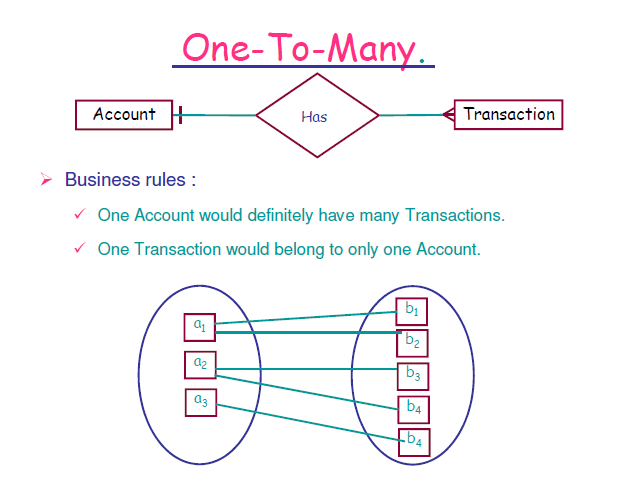 One-To-Many.
Account Has Transaction
Business rules :
One Account would definitely have many Transactions.
One Transaction would belong to only one Account.
a1 b1
b2
a2 b3
a3 b4
b4